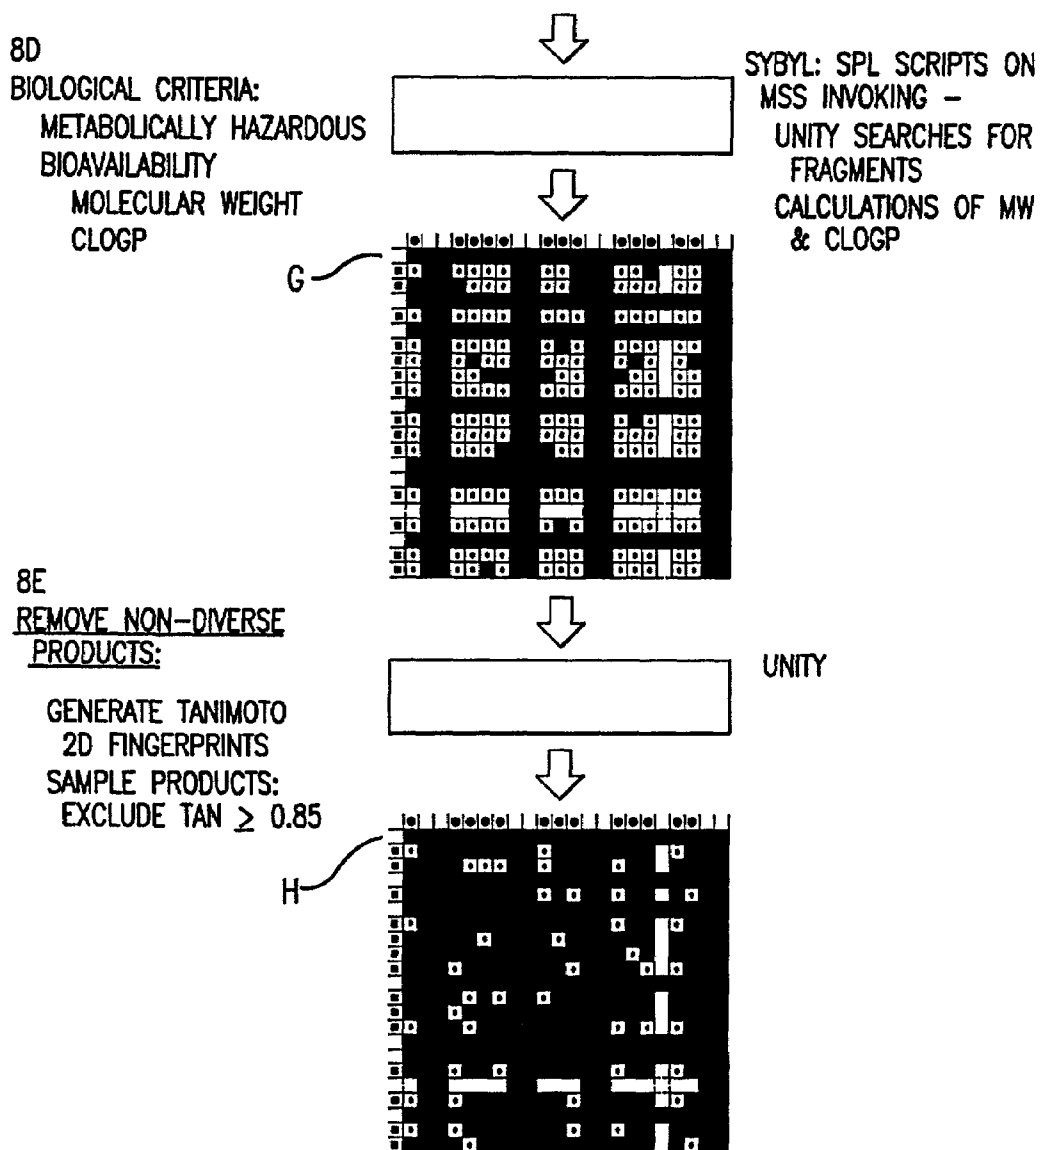 8D
BIOLOGICAL CRITERIA:
METABOLICALLY HAZARDOUS
BIOAVAILABILITY
MOLECULAR WEIGHT
CLOGP
SYBYL: SPL SCRIPTS ON
MSS INVOKING –
UNITY SEARCHES FOR
FRAGMENTS
CALCULATIONS OF MW
& CLOGP
G
8E
REMOVE NON–DIVERSE
PRODUCTS:
GENERATE TANIMOTO
2D FINGERPRINTS
SAMPLE PRODUCTS:
EXCLUDE TAN ≥ 0.85
UNITY
H